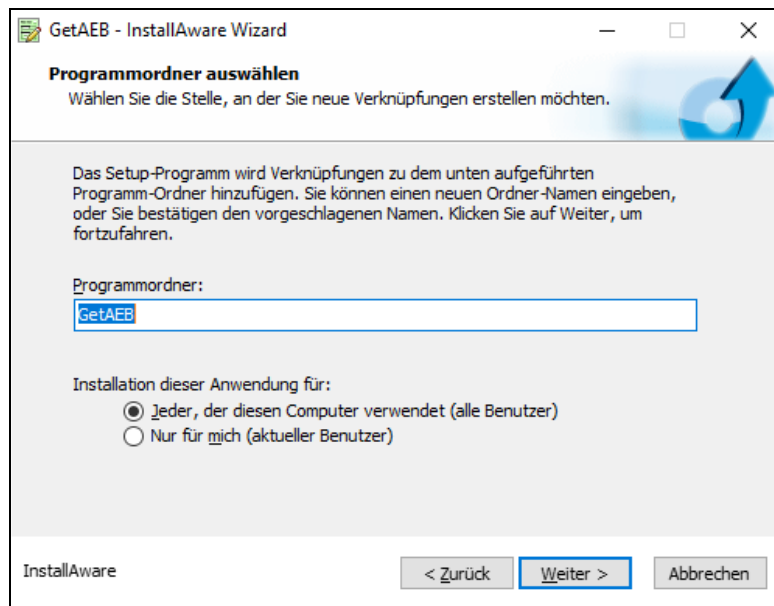 GetAEB - InstallAware Wizard
Programmordner auswählen
Wählen Sie die Stelle, an der Sie neue Verknüpfungen erstellen möchten.
Das Setup-Programm wird Verknüpfungen zu dem unten aufgeführten
Programm-Ordner hinzufügen. Sie können einen neuen Ordner-Namen eingeben,
oder Sie bestätigen den vorgeschlagenen Namen. Klicken Sie auf Weiter, um
fortzufahren.
Programmordner:
GetAEB
Installation dieser Anwendung für:
Jeder, der diesen Computer verwendet (alle Benutzer)
Nur für mich (aktueller Benutzer)
InstallAware
< Zurück
Weiter >
Abbrechen